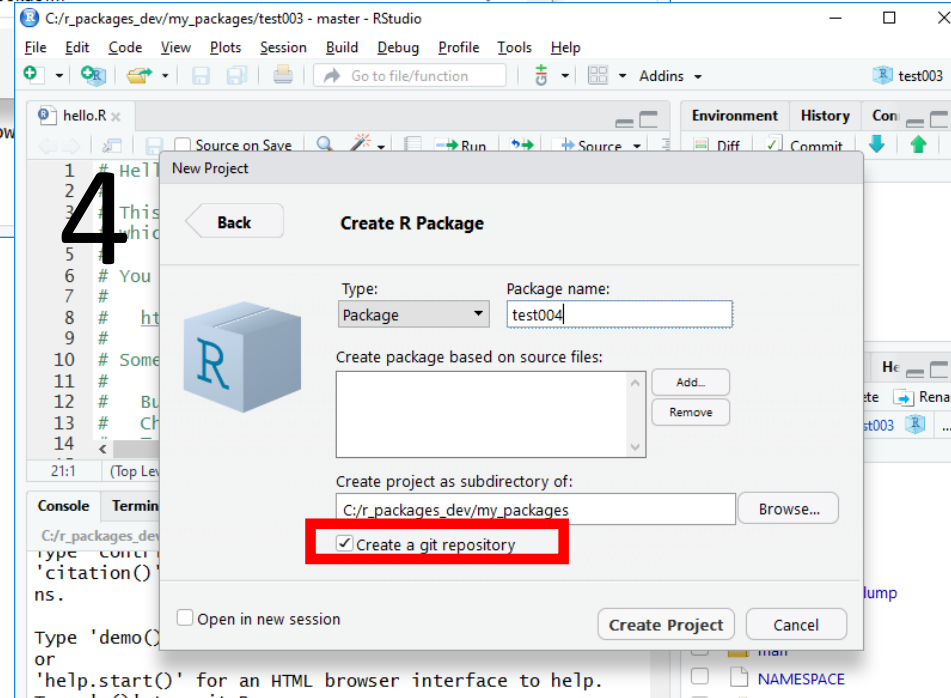 C:/r_packages_dev/my_packages/test003 - master - RStudio
File Edit Code View Plots Session Build Debug Profile Tools Help
Go to file/function Addins test003
hello.R Environment History
Source on Save Run Source Diff Commit
New Project
4
1 #
2 #
3 # This
5 #
6 # You
7 #
8 #
9 #
10 # Some
11 #
12 #
13 #
14
Back Create R Package
Type: Package name:
Package test004
Create package based on source files:
Add...
Remove
Create project as subdirectory of:
C:/r_packages_dev/my_packages Browse...
Create a git repository
Open in new session Create Project Cancel
21:1
Console
test003 ...
'citation()'
ns.
Type 'demo()
or
'help.start()' for an HTML browser interface to help.
man
NAMESPACE